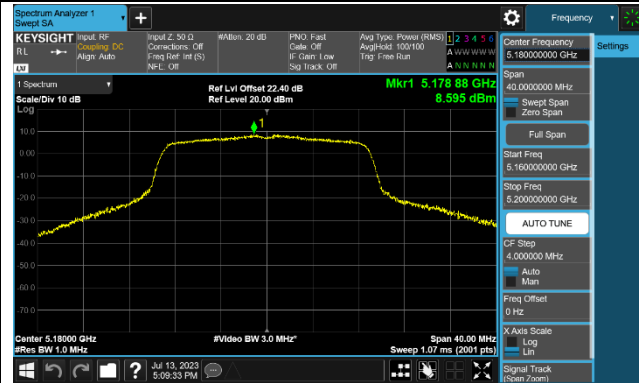 Spectrum Analyzer 1
Swept SA
Frequency
KEYSIGHT
RL
LXI
Input: RF
Coupling: DC
Align: Auto
Input Z: 50 Ω
Corrections: Off
Freq Ref: Int (S)
NFE: Off
#Atten: 20 dB
PNO: Fast
Gate: Off
IF Gain: Low
Sig Track: Off
Avg Type: Power (RMS)
Avg|Hold: 100/100
Trig: Free Run
1 2 3 4 5 6
A W W W W W
A N N N N N
1 Spectrum
Scale/Div 10 dB
Log
Ref Lvl Offset 22.40 dB
Ref Level 20.00 dBm
Mkr1 5.178 88 GHz
8.595 dBm
10.0
0.00
-10.0
-20.0
-30.0
-40.0
-50.0
-60.0
-70.0
1
Center 5.18000 GHz
#Res BW 1.0 MHz
#Video BW 3.0 MHz*
Span 40.00 MHz
Sweep 1.07 ms (2001 pts)
Jul 13, 2023
5:09:33 PM
Center Frequency
5.180000000 GHz
Settings
Span
40.0000000 MHz
Swept Span
Zero Span
Full Span
Start Freq
5.160000000 GHz
Stop Freq
5.200000000 GHz
AUTO TUNE
CF Step
4.000000 MHz
Auto
Man
Freq Offset
0 Hz
X Axis Scale
Log
Lin
Signal Track
(Span Zoom)